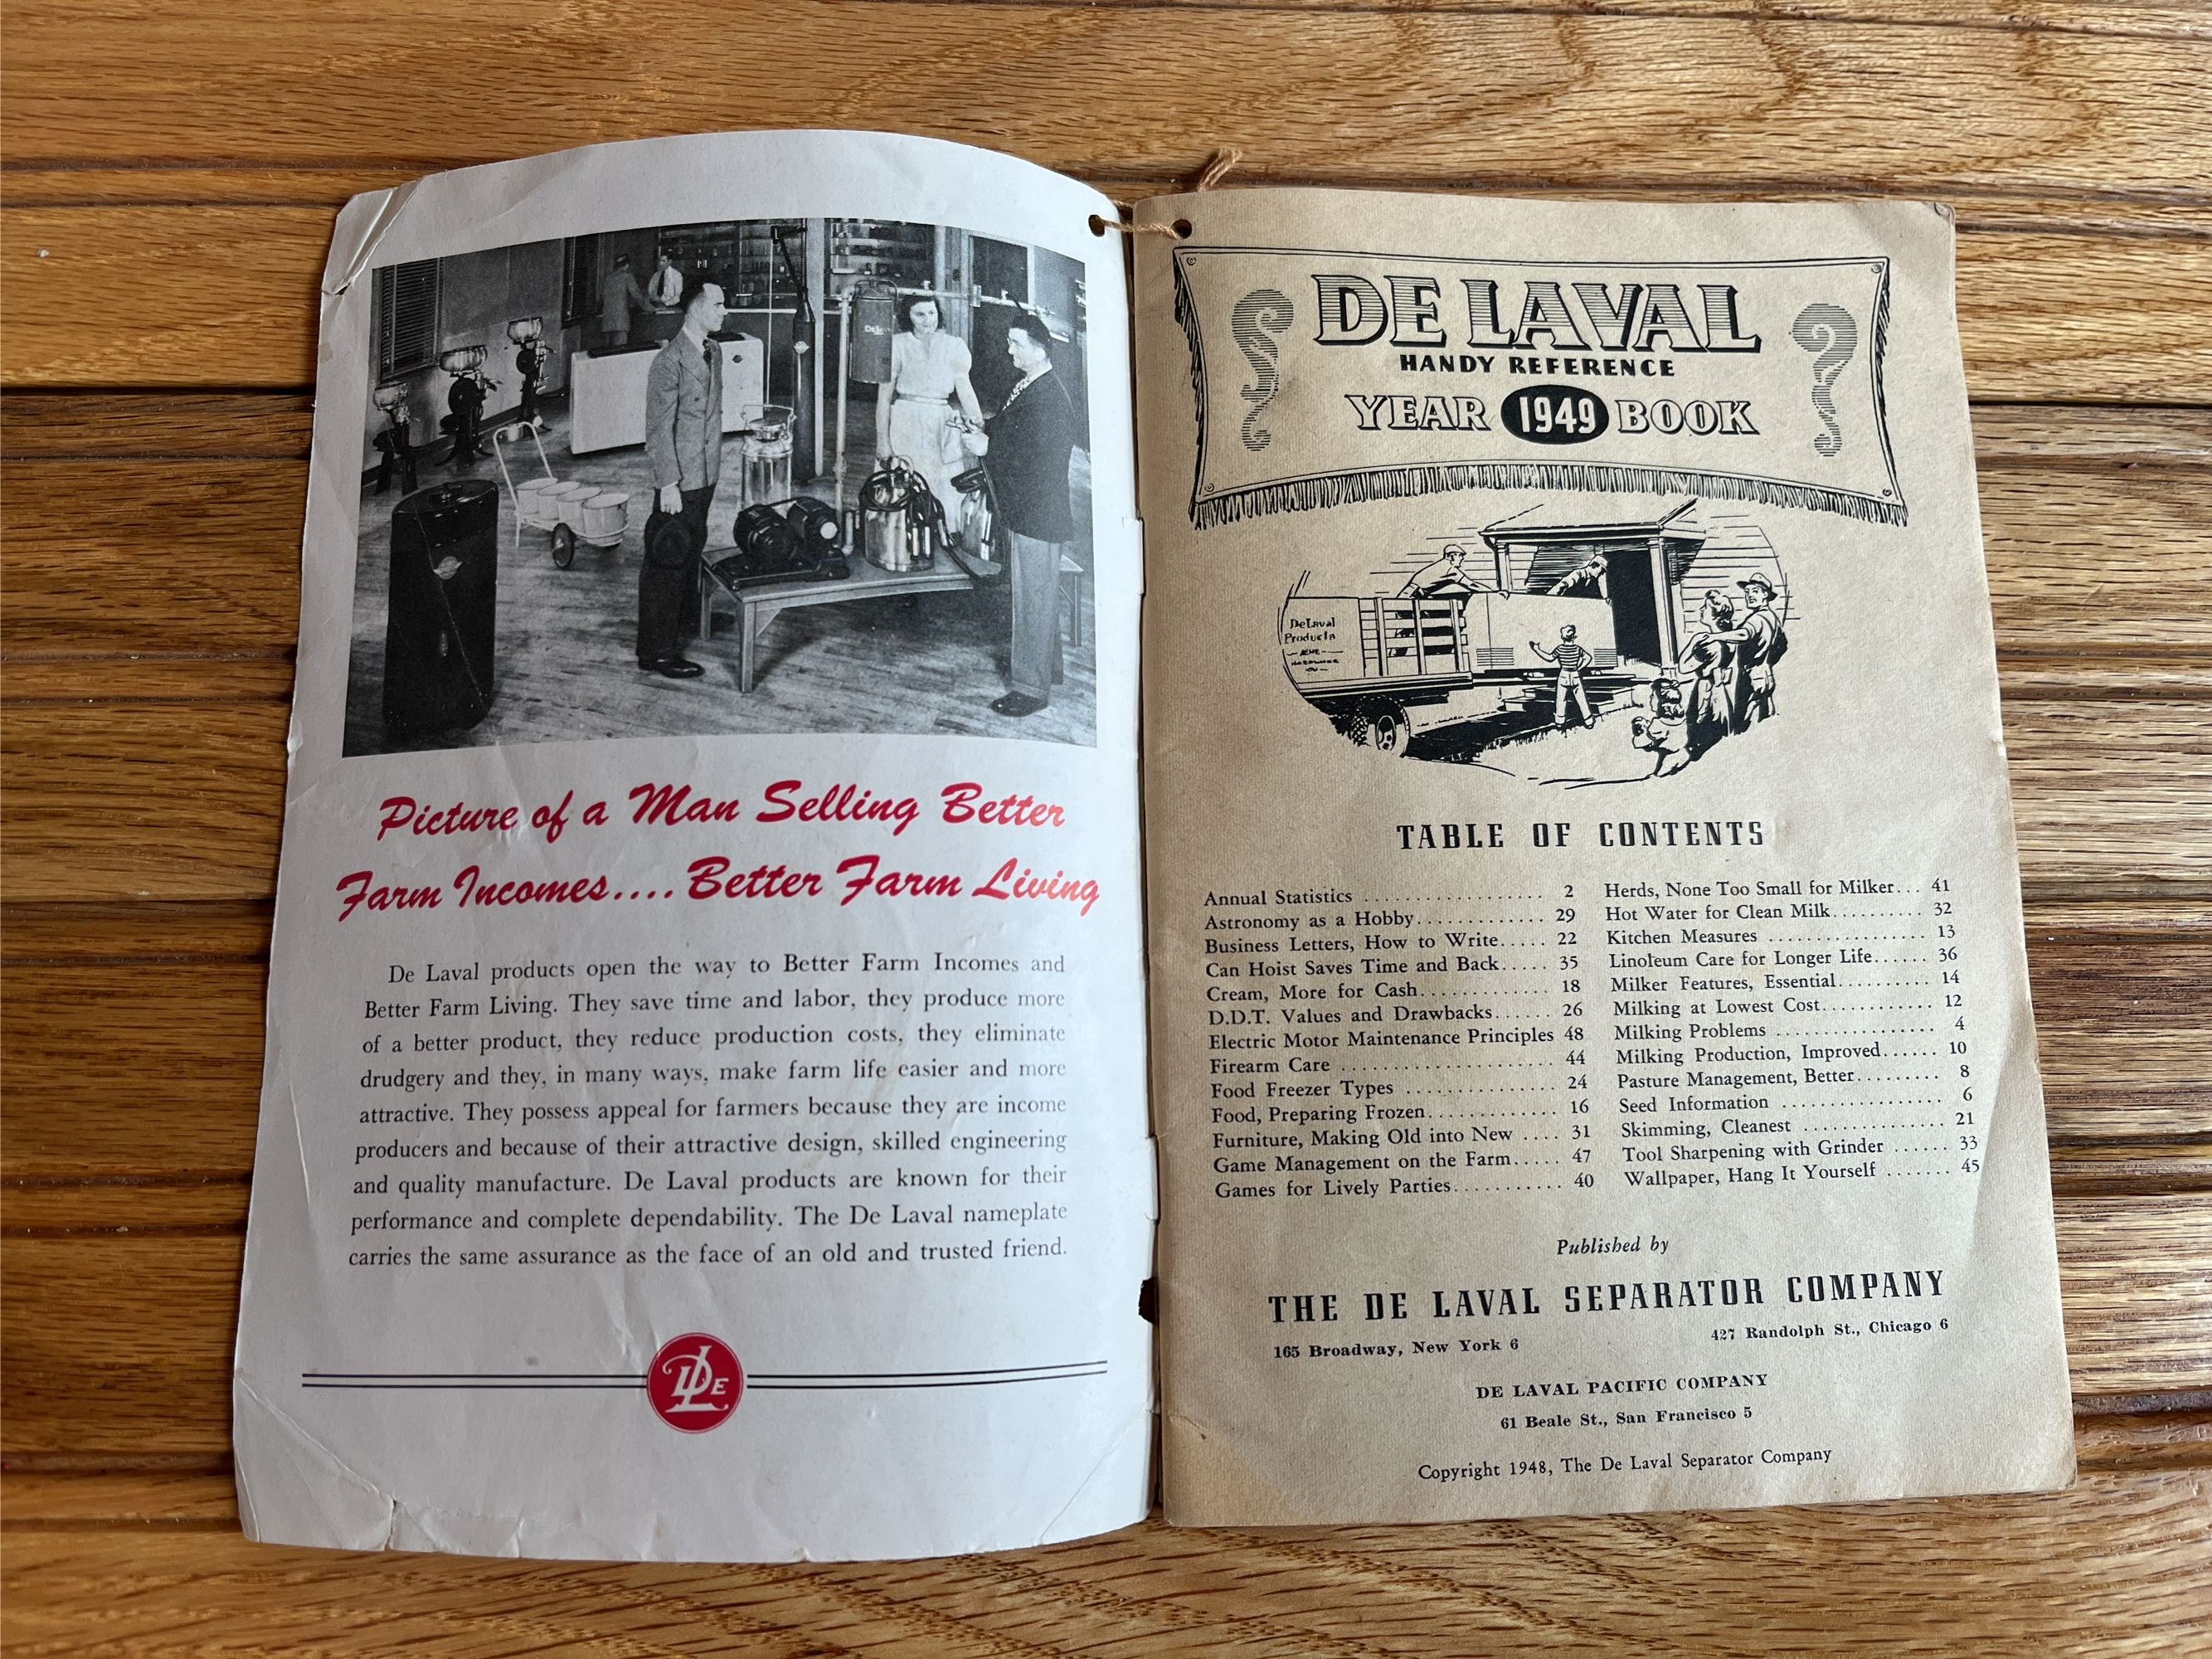 Picture of a Man Selling Better
Farm Incomes.... Better Farm Living
De Laval products open the way to Better Farm Incomes and
Better Farm Living. They save time and labor, they produce more
of a better product, they reduce production costs, they eliminate
drudgery and they, in many ways, make farm life easier and more
attractive. They possess appeal for farmers because they are income
producers and because of their attractive design, skilled engineering
and quality manufacture. De Laval products are known for their
performance and complete dependability. The De Laval nameplate
carries the same assurance as the face of an old and trusted friend.
DE L
DE LAVAL
HANDY REFERENCE
YEAR 1949 BOOK
DeLaval
Products
TABLE OF CONTENTS
Annual Statistics .................. 2
Astronomy as a Hobby............. 29
Business Letters, How to Write..... 22
Can Hoist Saves Time and Back..... 35
Cream, More for Cash............. 18
D.D.T. Values and Drawbacks...... 26
Electric Motor Maintenance Principles 48
Firearm Care ..................... 44
Food Freezer Types ............... 24
Food, Preparing Frozen............. 16
Furniture, Making Old into New .... 31
Game Management on the Farm..... 47
Games for Lively Parties........... 40
Herds, None Too Small for Milker... 41
Hot Water for Clean Milk.......... 32
Kitchen Measures ................ 13
Linoleum Care for Longer Life...... 36
Milker Features, Essential.......... 14
Milking at Lowest Cost........... 12
Milking Problems ................. 4
Milking Production, Improved...... 10
Pasture Management, Better......... 8
Seed Information ................. 6
Skimming, Cleanest ............... 21
Tool Sharpening with Grinder ...... 33
Wallpaper, Hang It Yourself ....... 45
Published by
THE DE LAVAL SEPARATOR COMPANY
165 Broadway, New York 6
427 Randolph St., Chicago 6
DE LAVAL PACIFIC COMPANY
61 Beale St., San Francisco 5
Copyright 1948, The De Laval Separator Company